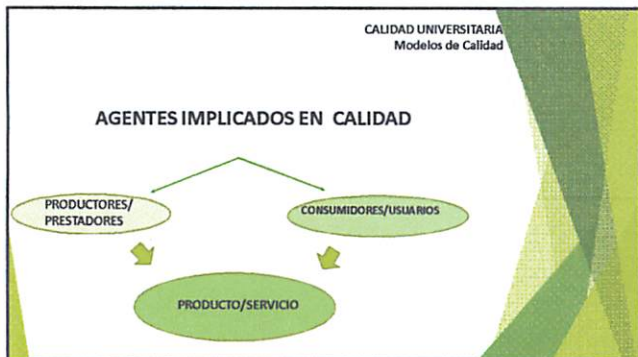 CALIDAD UNIVERSITARIA
Modelos de Calidad
AGENTES IMPLICADOS EN CALIDAD
PRODUCTORES/
PRESTADORES
CONSUMIDORES/USUARIOS
PRODUCTO/SERVICIO